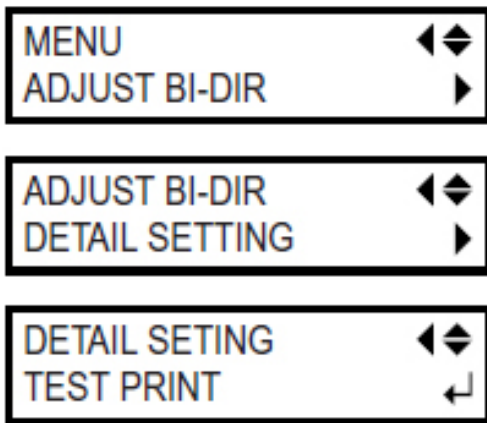 MENU
ADJUST BI-DIR
ADJUST BI-DIR
DETAIL SETTING
DETAIL SETING
TEST PRINT